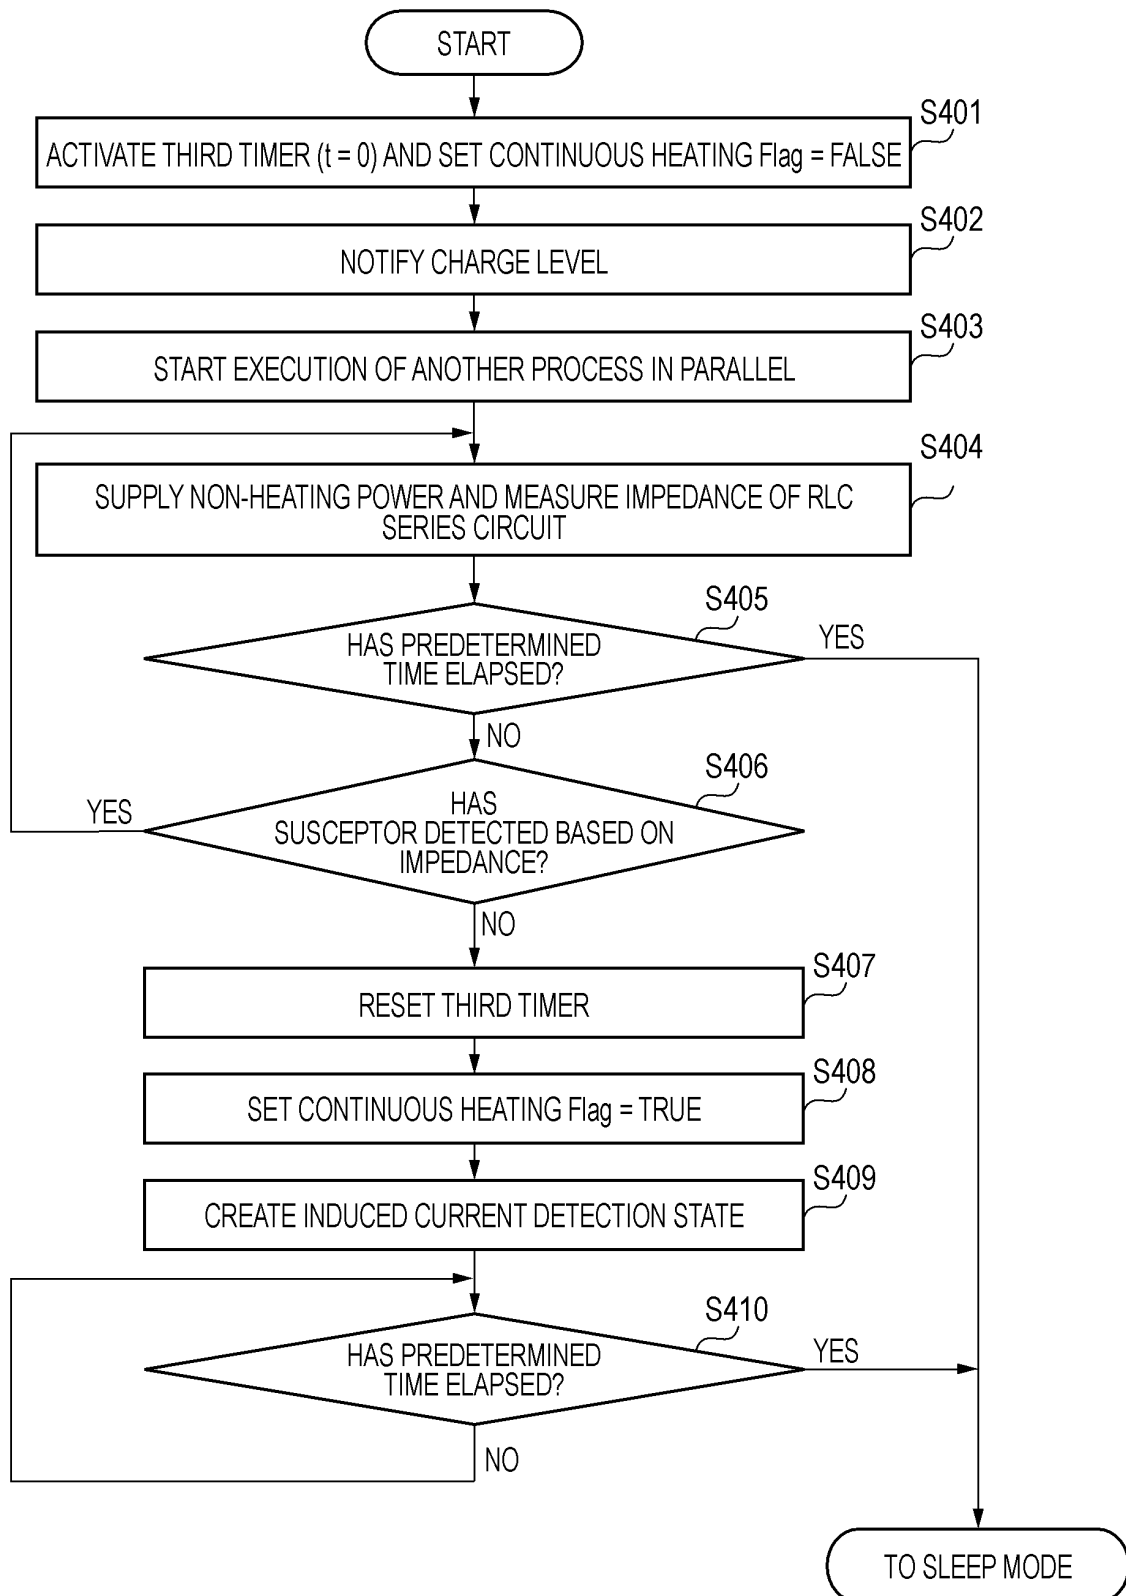 START
S401
ACTIVATE THIRD TIMER (t = 0) AND SET CONTINUOUS HEATING Flag = FALSE
S402
NOTIFY CHARGE LEVEL
S403
START EXECUTION OF ANOTHER PROCESS IN PARALLEL
S404
SUPPLY NON-HEATING POWER AND MEASURE IMPEDANCE OF RLC
SERIES CIRCUIT
S405
HAS PREDETERMINED
TIME ELAPSED?
YES
NO
S406
YES
HAS
SUSCEPTOR DETECTED BASED ON
IMPEDANCE?
NO
S407
RESET THIRD TIMER
S408
SET CONTINUOUS HEATING Flag = TRUE
S409
CREATE INDUCED CURRENT DETECTION STATE
S410
HAS PREDETERMINED
TIME ELAPSED?
YES
NO
TO SLEEP MODE